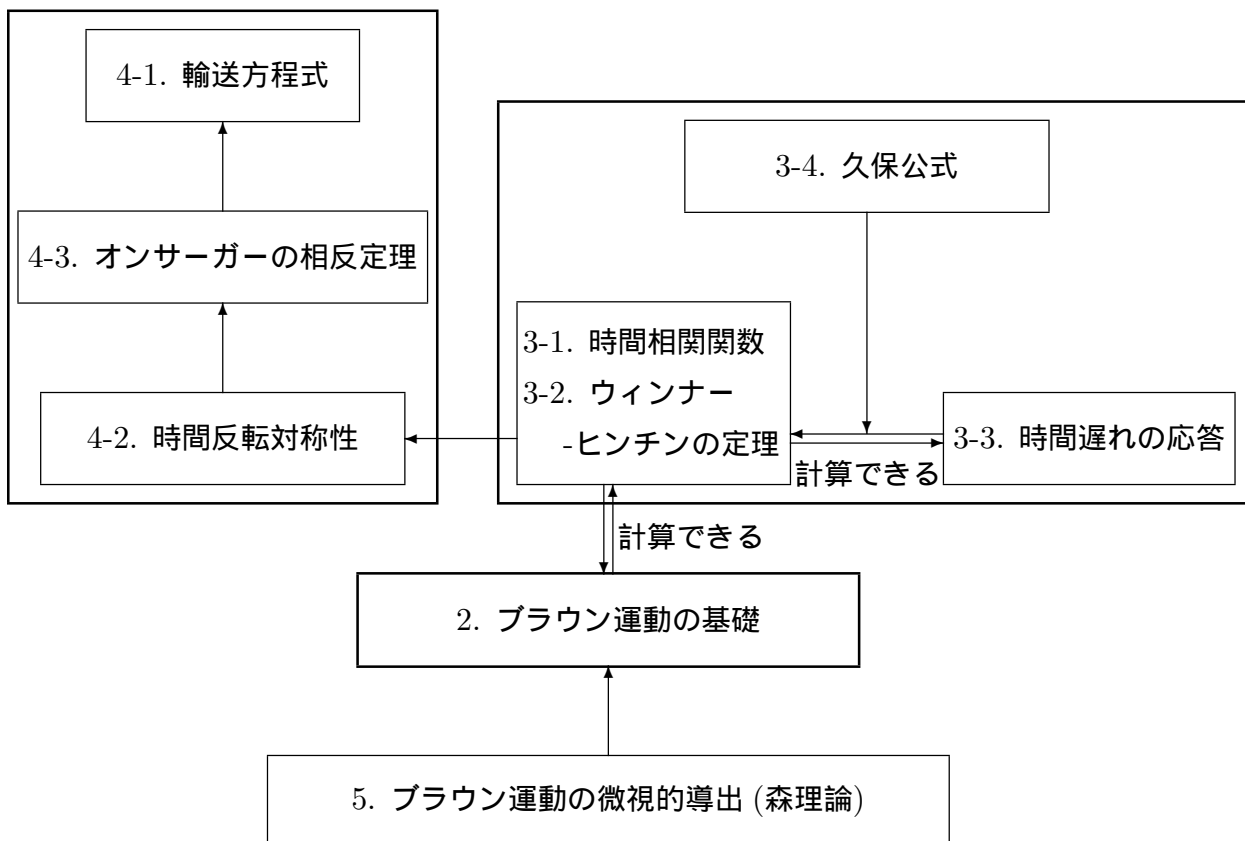 4-1. 輸送方程式
4-3. オンサーガーの相反定理
4-2. 時間反転対称性
3-4. 久保公式
3-1. 時間相関関数
3-2. ウィンナー
-ヒンチンの定理
3-3. 時間遅れの応答
計算できる
計算できる
2. ブラウン運動の基礎
5. ブラウン運動の微視的導出 (森理論)